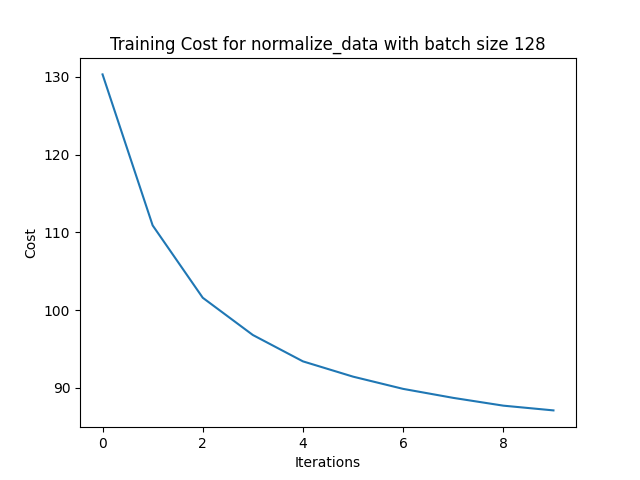 Training Cost for normalize_data with batch size 128
130
120
110
100
90
Cost
0 2 4 6 8
Iterations